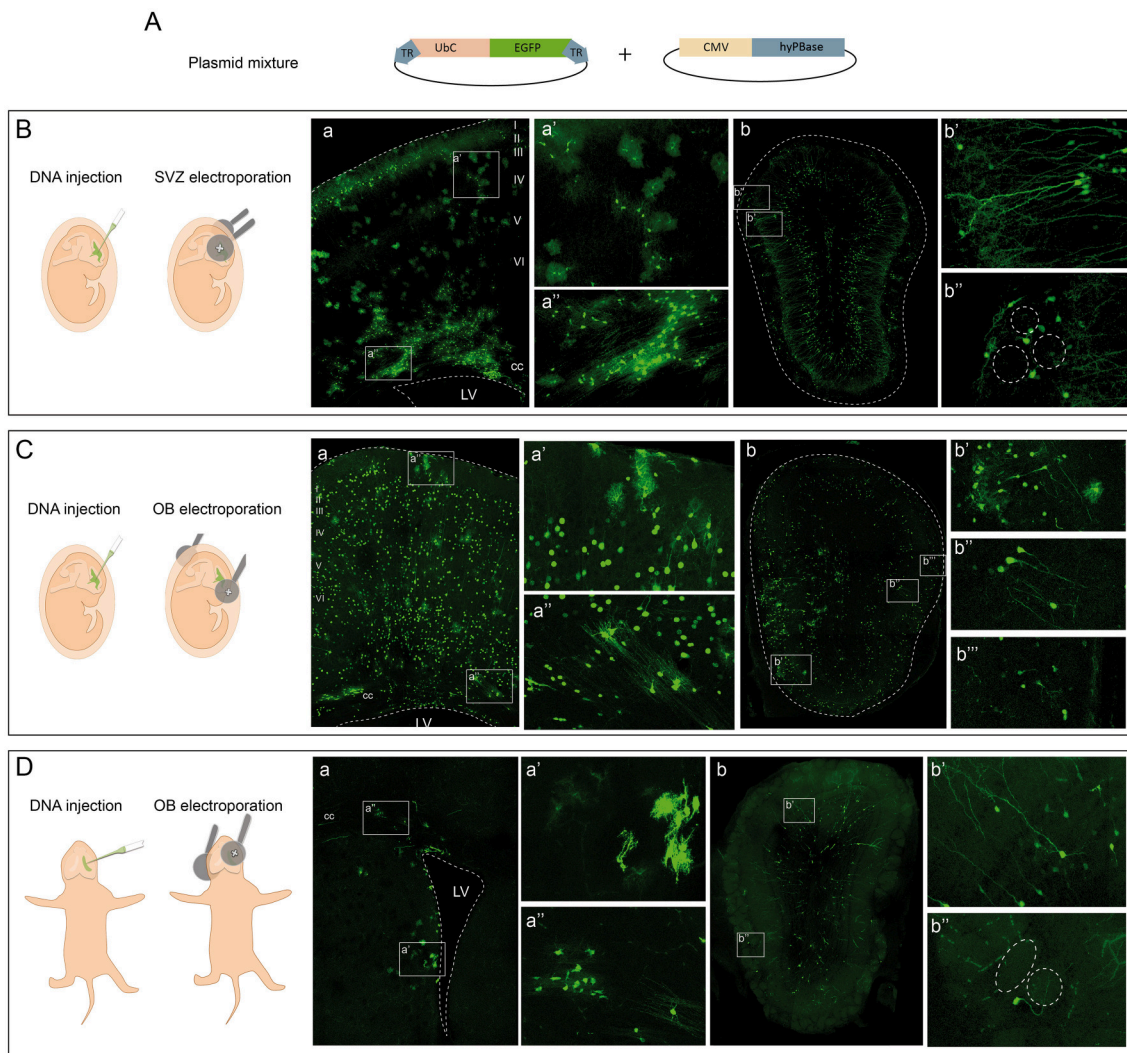 A
Plasmid mixture
TR UbC EGFP TR + CMV hyPBase
B
DNA injection SVZ electroporation
a
I
II
III
IV
V
VI
a'
a''
cc
LV
a'
a''
b
b''
b'
b'
b''
C
DNA injection OB electroporation
a
a''
II
III
IV
V
VI
a''
cc
LV
a'
a''
b
b'''
b''
b'
b'
b''
b'''
D
DNA injection OB electroporation
a
cc
a''
LV
a'
a'
a''
b
b'
b''
b'
b''